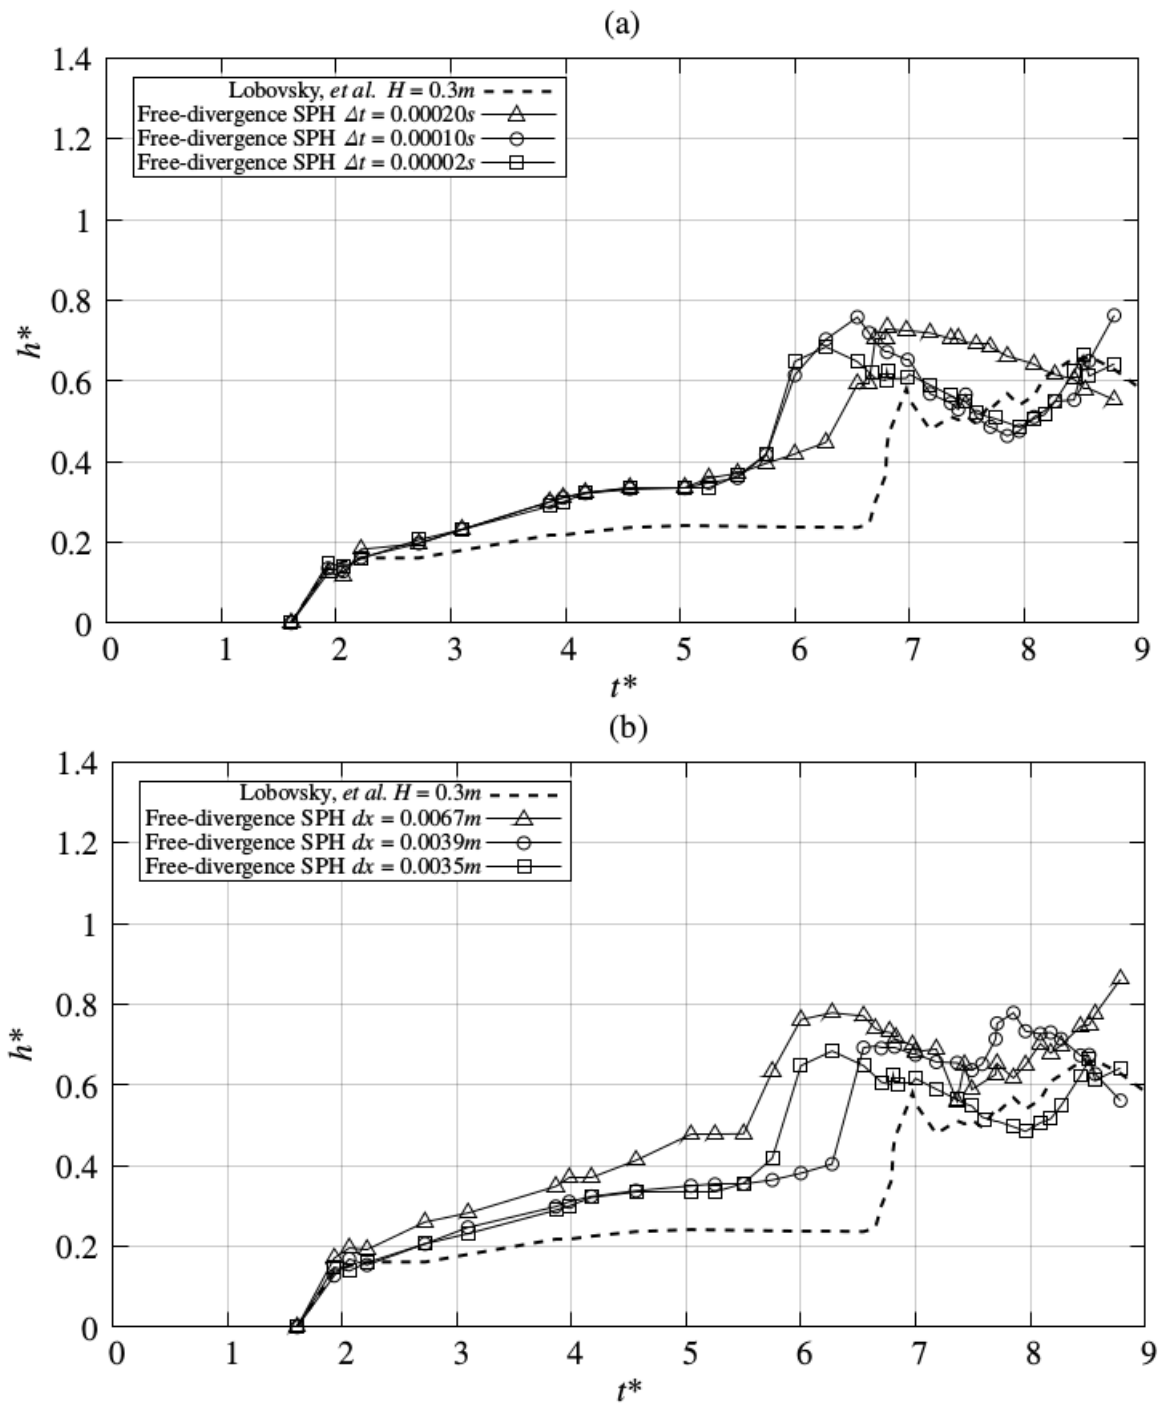 (a)
1.4
1.2
1
0.8
0.6
0.4
0.2
0
h*
Lobovsky, et al. H = 0.3m
Free-divergence SPH Δt = 0.00020s
Free-divergence SPH Δt = 0.00010s
Free-divergence SPH Δt = 0.00002s
0 1 2 3 4 5 6 7 8 9
t*
(b)
1.4
1.2
1
0.8
0.6
0.4
0.2
0
h*
Lobovsky, et al. H = 0.3m
Free-divergence SPH dx = 0.0067m
Free-divergence SPH dx = 0.0039m
Free-divergence SPH dx = 0.0035m
0 1 2 3 4 5 6 7 8 9
t*